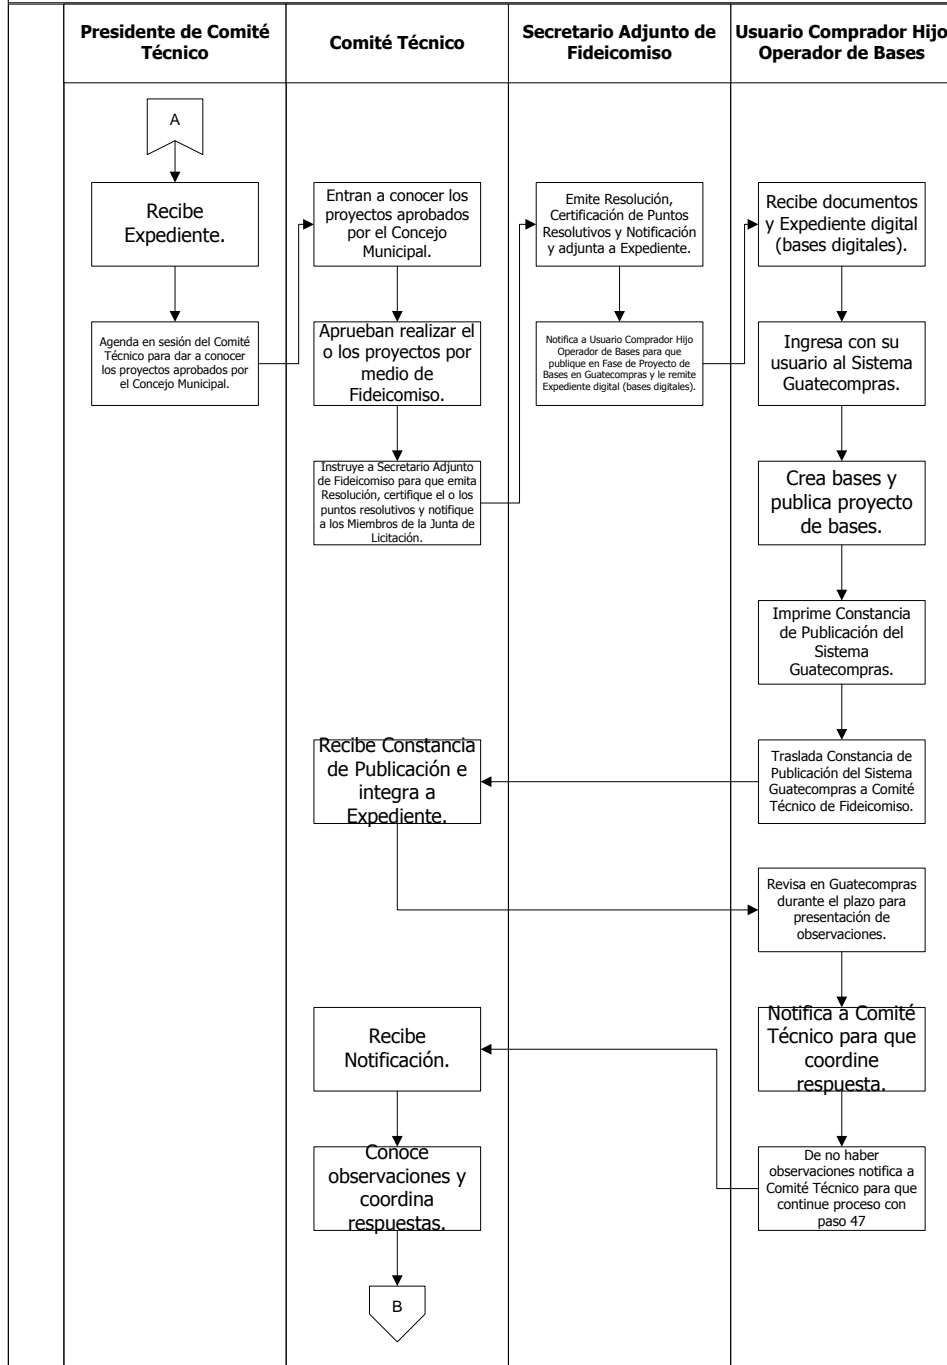 Presidente de Comité
Técnico
Comité Técnico
Secretario Adjunto de
Fideicomiso
Usuario Comprador Hijo
Operador de Bases
A
Recibe
Expediente.
Agenda en sesión del Comité
Técnico para dar a conocer
los proyectos aprobados por
el Concejo Municipal.
Entran a conocer los
proyectos aprobados
por el Concejo
Municipal.
Aprueban realizar el
o los proyectos por
medio de
Fideicomiso.
Instruye a Secretario Adjunto
de Fideicomiso para que emita
Resolución, certifique el o los
puntos resolutivos y notifique
a los Miembros de la Junta de
Licitación.
Emite Resolución,
Certificación de Puntos
Resolutivos y Notificación
y adjunta a Expediente.
Notifica a Usuario Comprador Hijo
Operador de Bases para que
publique en Fase de Proyecto de
Bases en Guatecompras y le remite
Expediente digital (bases digitales).
Recibe documentos
y Expediente digital
(bases digitales).
Ingresa con su
usuario al Sistema
Guatecompras.
Crea bases y
publica proyecto
de bases.
Imprime Constancia
de Publicación del
Sistema
Guatecompras.
Traslada Constancia de
Publicación del Sistema
Guatecompras a Comité
Técnico de Fideicomiso.
Recibe Constancia
de Publicación e
integra a
Expediente.
Revisa en Guatecompras
durante el plazo para
presentación de
observaciones.
Notifica a Comité
Técnico para que
coordine
respuesta.
De no haber
observaciones notifica a
Comité Técnico para que
continue proceso con
paso 47
Recibe
Notificación.
Conoce
observaciones y
coordina
respuestas.
B